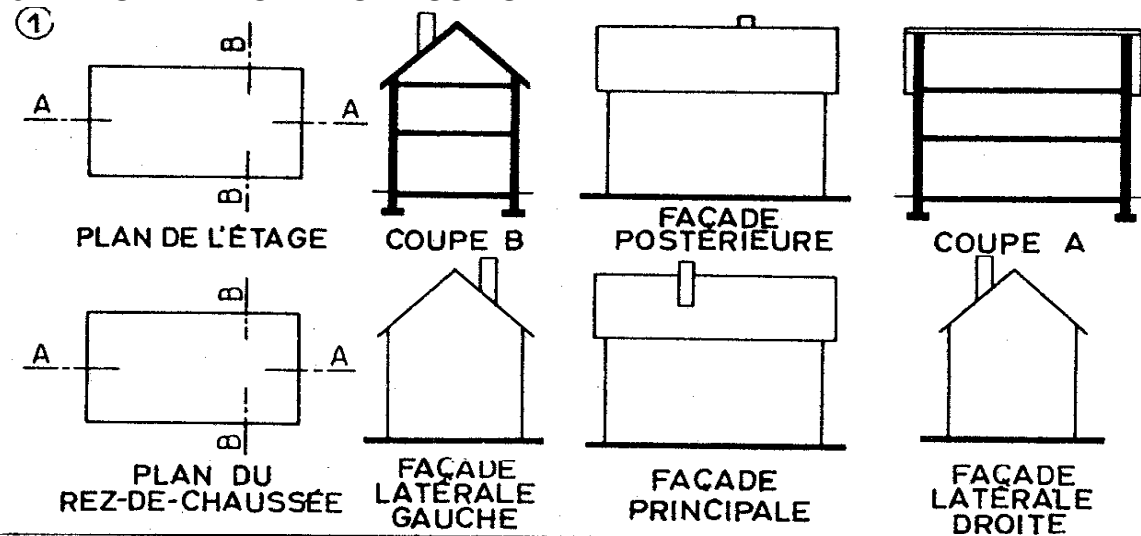 1
B
A A
B
PLAN DE L'ÉTAGE
COUPE B
FAÇADE
POSTÉRIEURE
COUPE A
B
A A
B
PLAN DU
REZ-DE-CHAUSSÉE
FAÇADE
LATÉRALE
GAUCHE
FAÇADE
PRINCIPALE
FAÇADE
LATÉRALE
DROITE